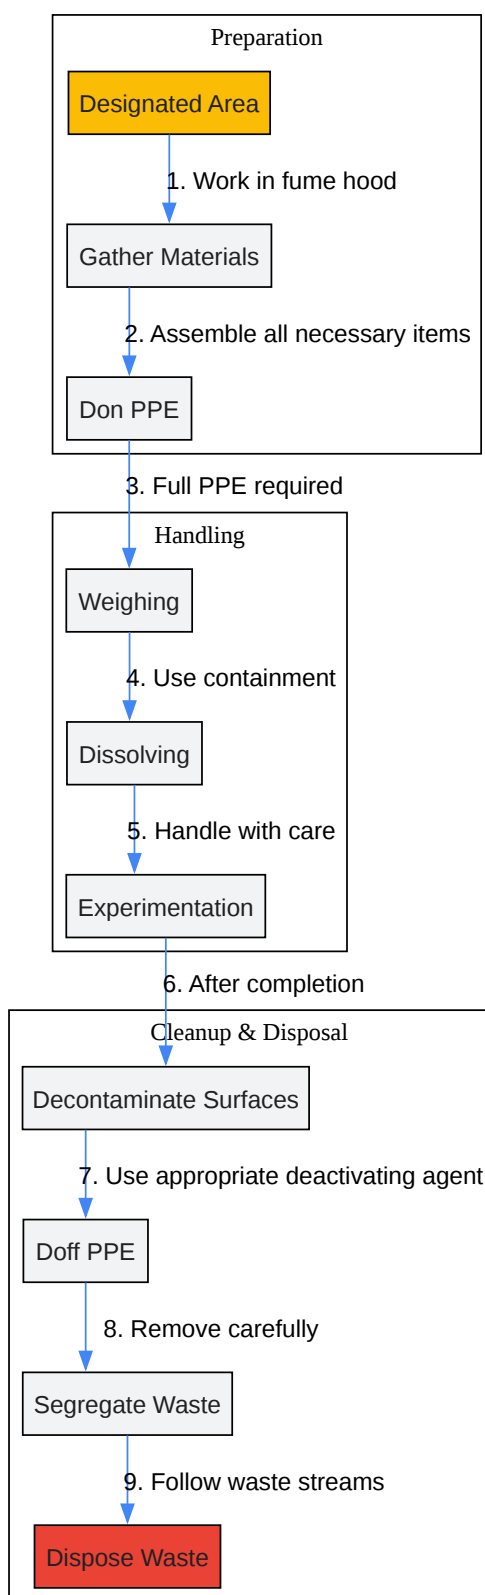 Preparation
Designated Area
1. Work in fume hood
Gather Materials
2. Assemble all necessary items
Don PPE
3. Full PPE required
Handling
Weighing
4. Use containment
Dissolving
5. Handle with care
Experimentation
6. After completion
Cleanup & Disposal
Decontaminate Surfaces
7. Use appropriate deactivating agent
Doff PPE
8. Remove carefully
Segregate Waste
9. Follow waste streams
Dispose Waste